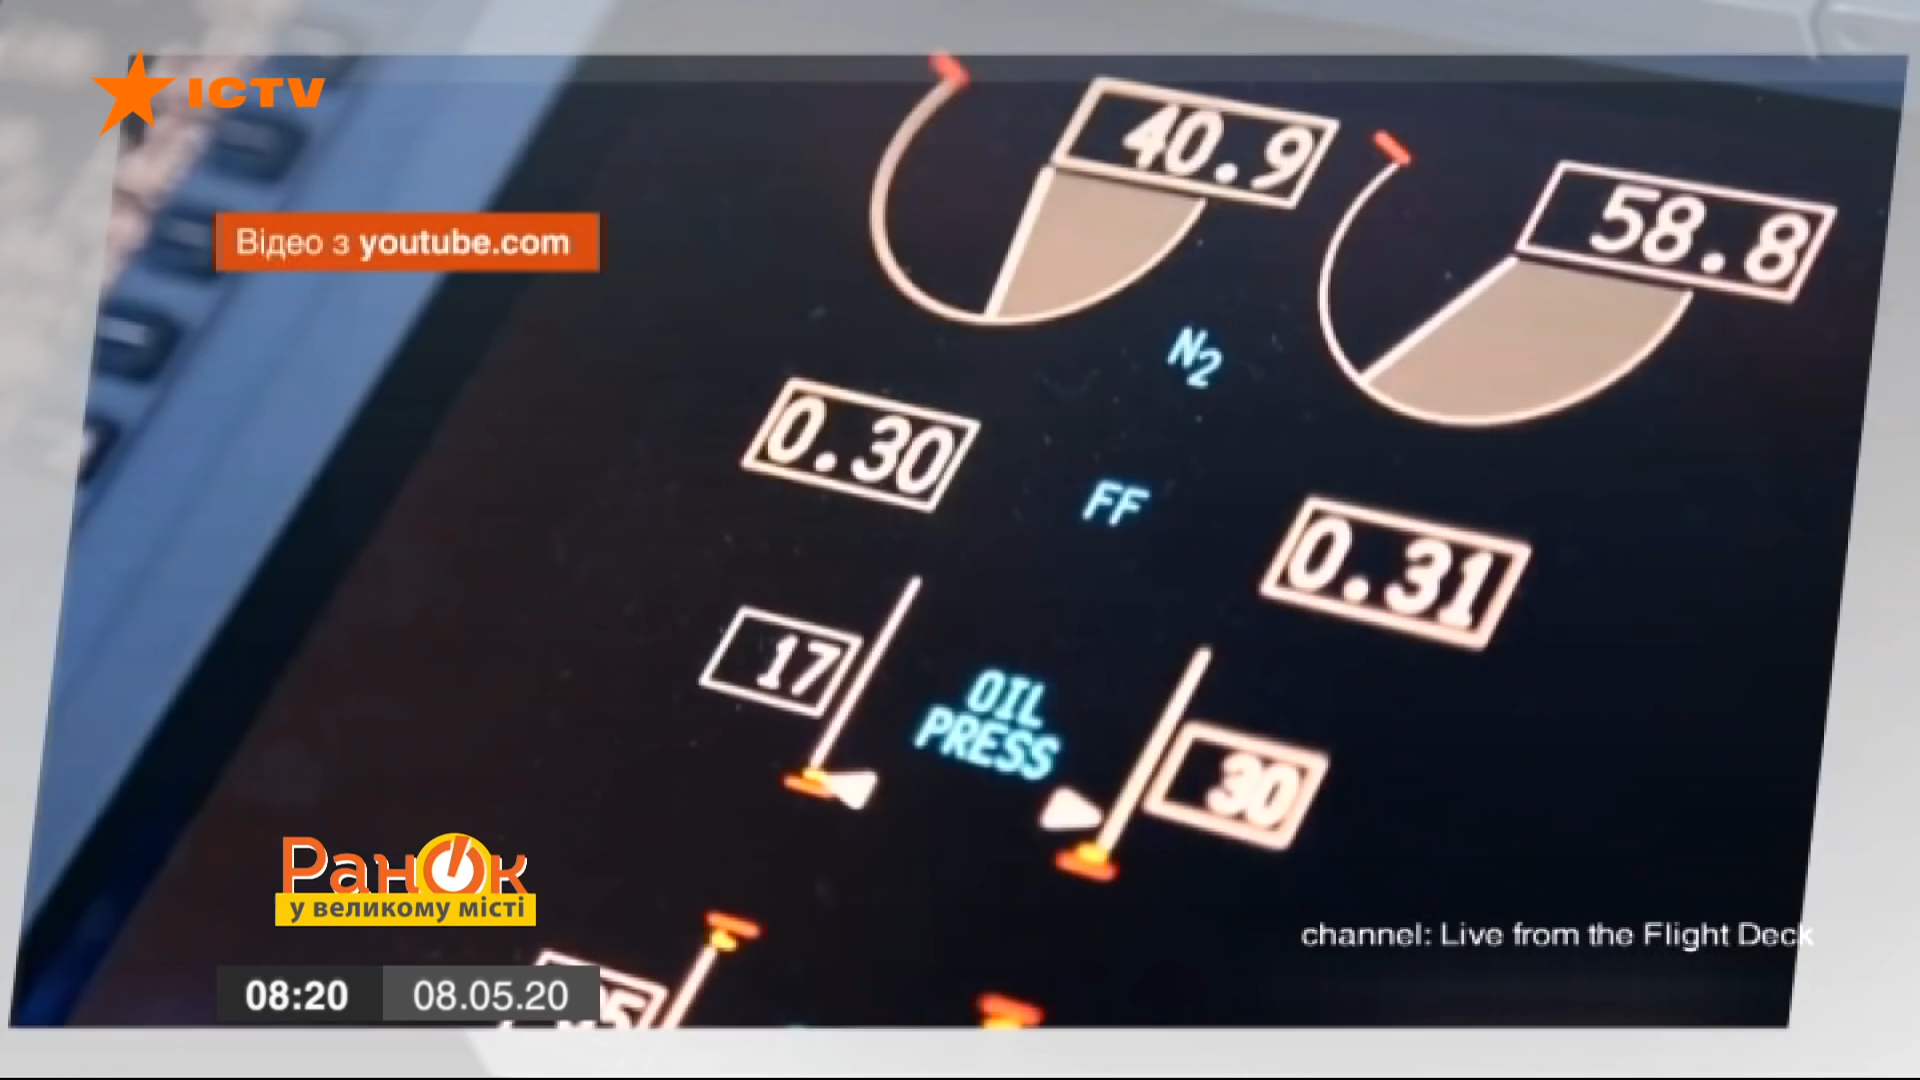 ICTV
40.9
58.8
Відео з youtube.com
N2
0.30
FF
0.31
17
OIL
PRESS
30
Ранок
у великому місті
channel: Live from the Flight Deck
08:20 08.05.20